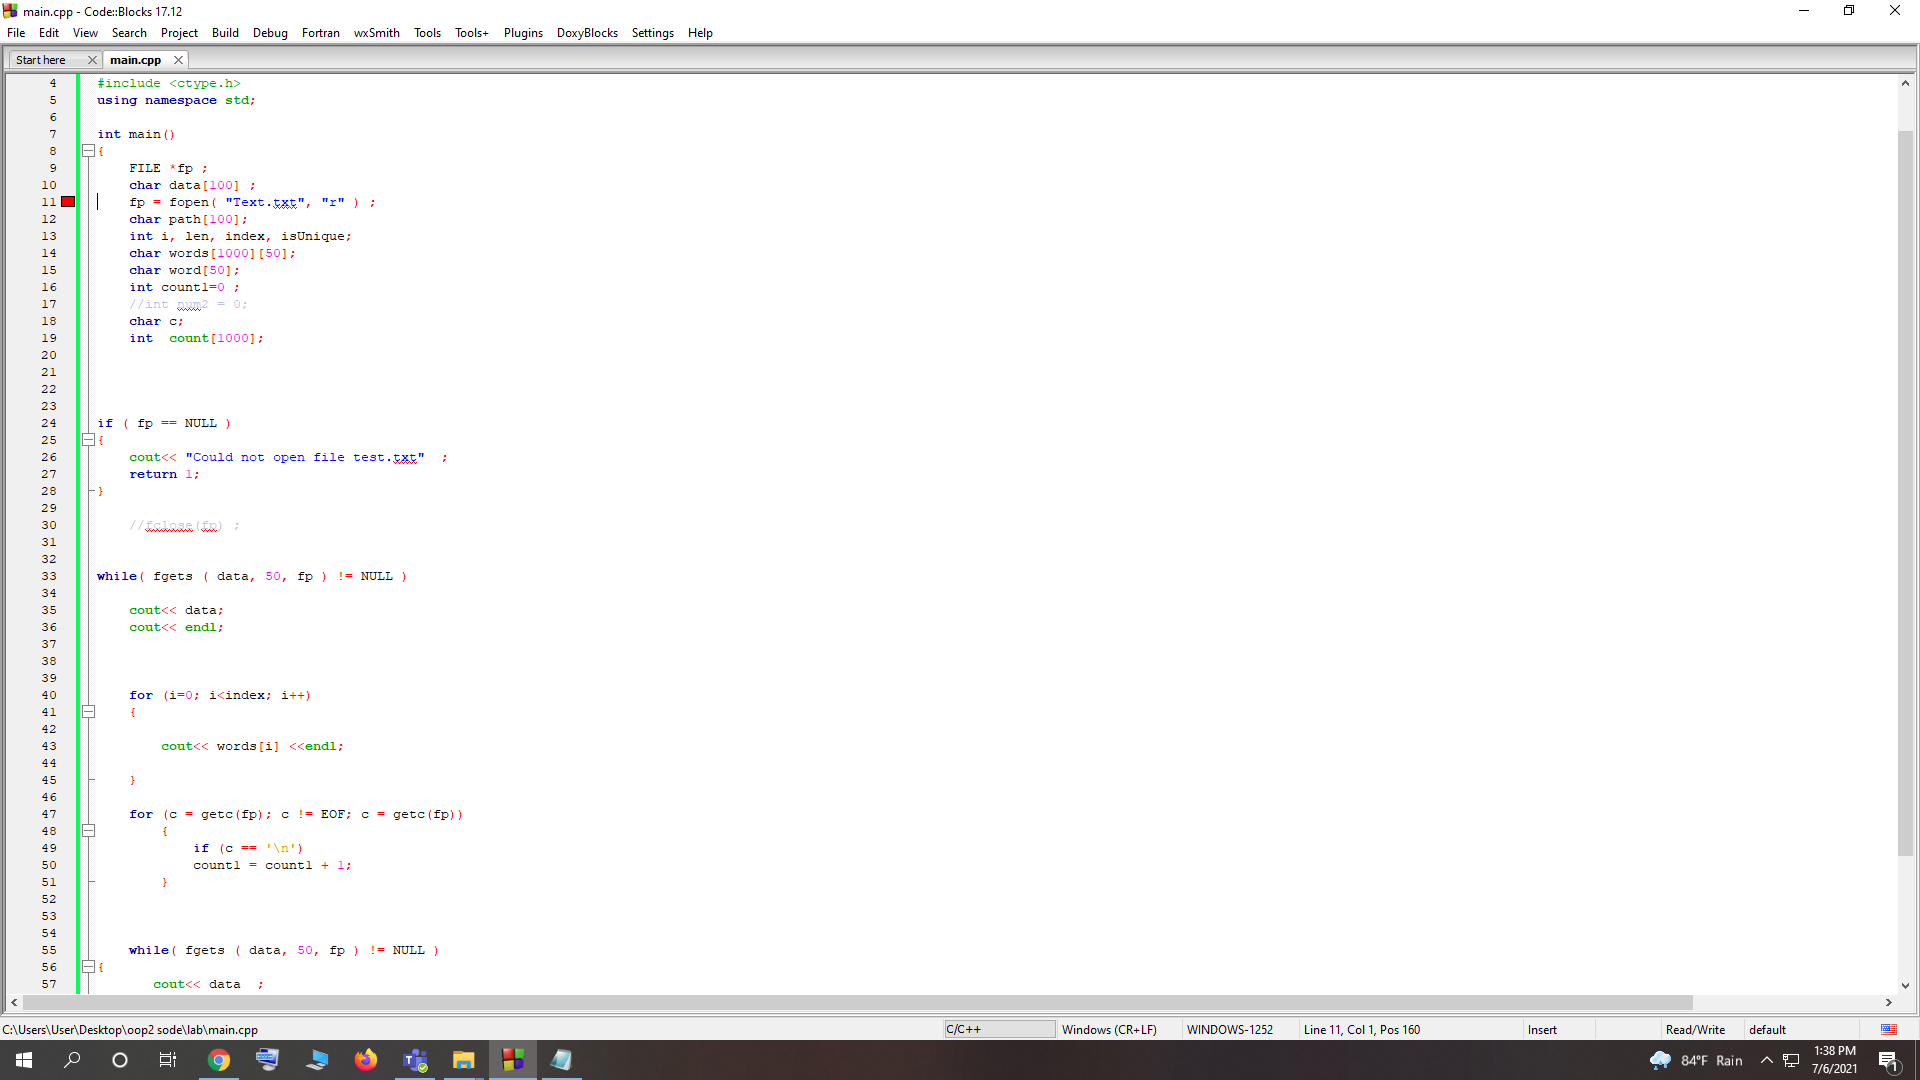 main.cpp - Code::Blocks 17.12
File Edit View Search Project Build Debug Fortran wxSmith Tools Tools+ Plugins DoxyBlocks Settings Help
Start here main.cpp
4 #include <ctype.h>
5 using namespace std;
6
7 int main()
8 {
9 FILE *fp ;
10 char data[100] ;
11 fp = fopen( "Text.txt", "r" ) ;
12 char path[100];
13 int i, len, index, isUnique;
14 char words[1000][50];
15 char word[50];
16 int count1=0 ;
17 //int num2 = 0;
18 char c;
19 int  count[1000];
20
21
22
23
24 if ( fp == NULL )
25 {
26 cout<< "Could not open file test.txt"  ;
27 return 1;
28 }
29
30 //fclose(fp) ;
31
32
33 while( fgets ( data, 50, fp ) != NULL )
34
35 cout<< data;
36 cout<< endl;
37
38
39
40 for (i=0; i<index; i++)
41 {
42
43 cout<< words[i] <<endl;
44
45 }
46
47 for (c = getc(fp); c != EOF; c = getc(fp))
48 {
49 if (c == '\n')
50 count1 = count1 + 1;
51 }
52
53
54
55 while( fgets ( data, 50, fp ) != NULL )
56 {
57 cout<< data  ;
C:\Users\User\Desktop\oop2 sode\lab\main.cpp C/C++ Windows (CR+LF) WINDOWS-1252 Line 11, Col 1, Pos 160 Insert Read/Write default
84°F Rain 1:38 PM
7/6/2021
1